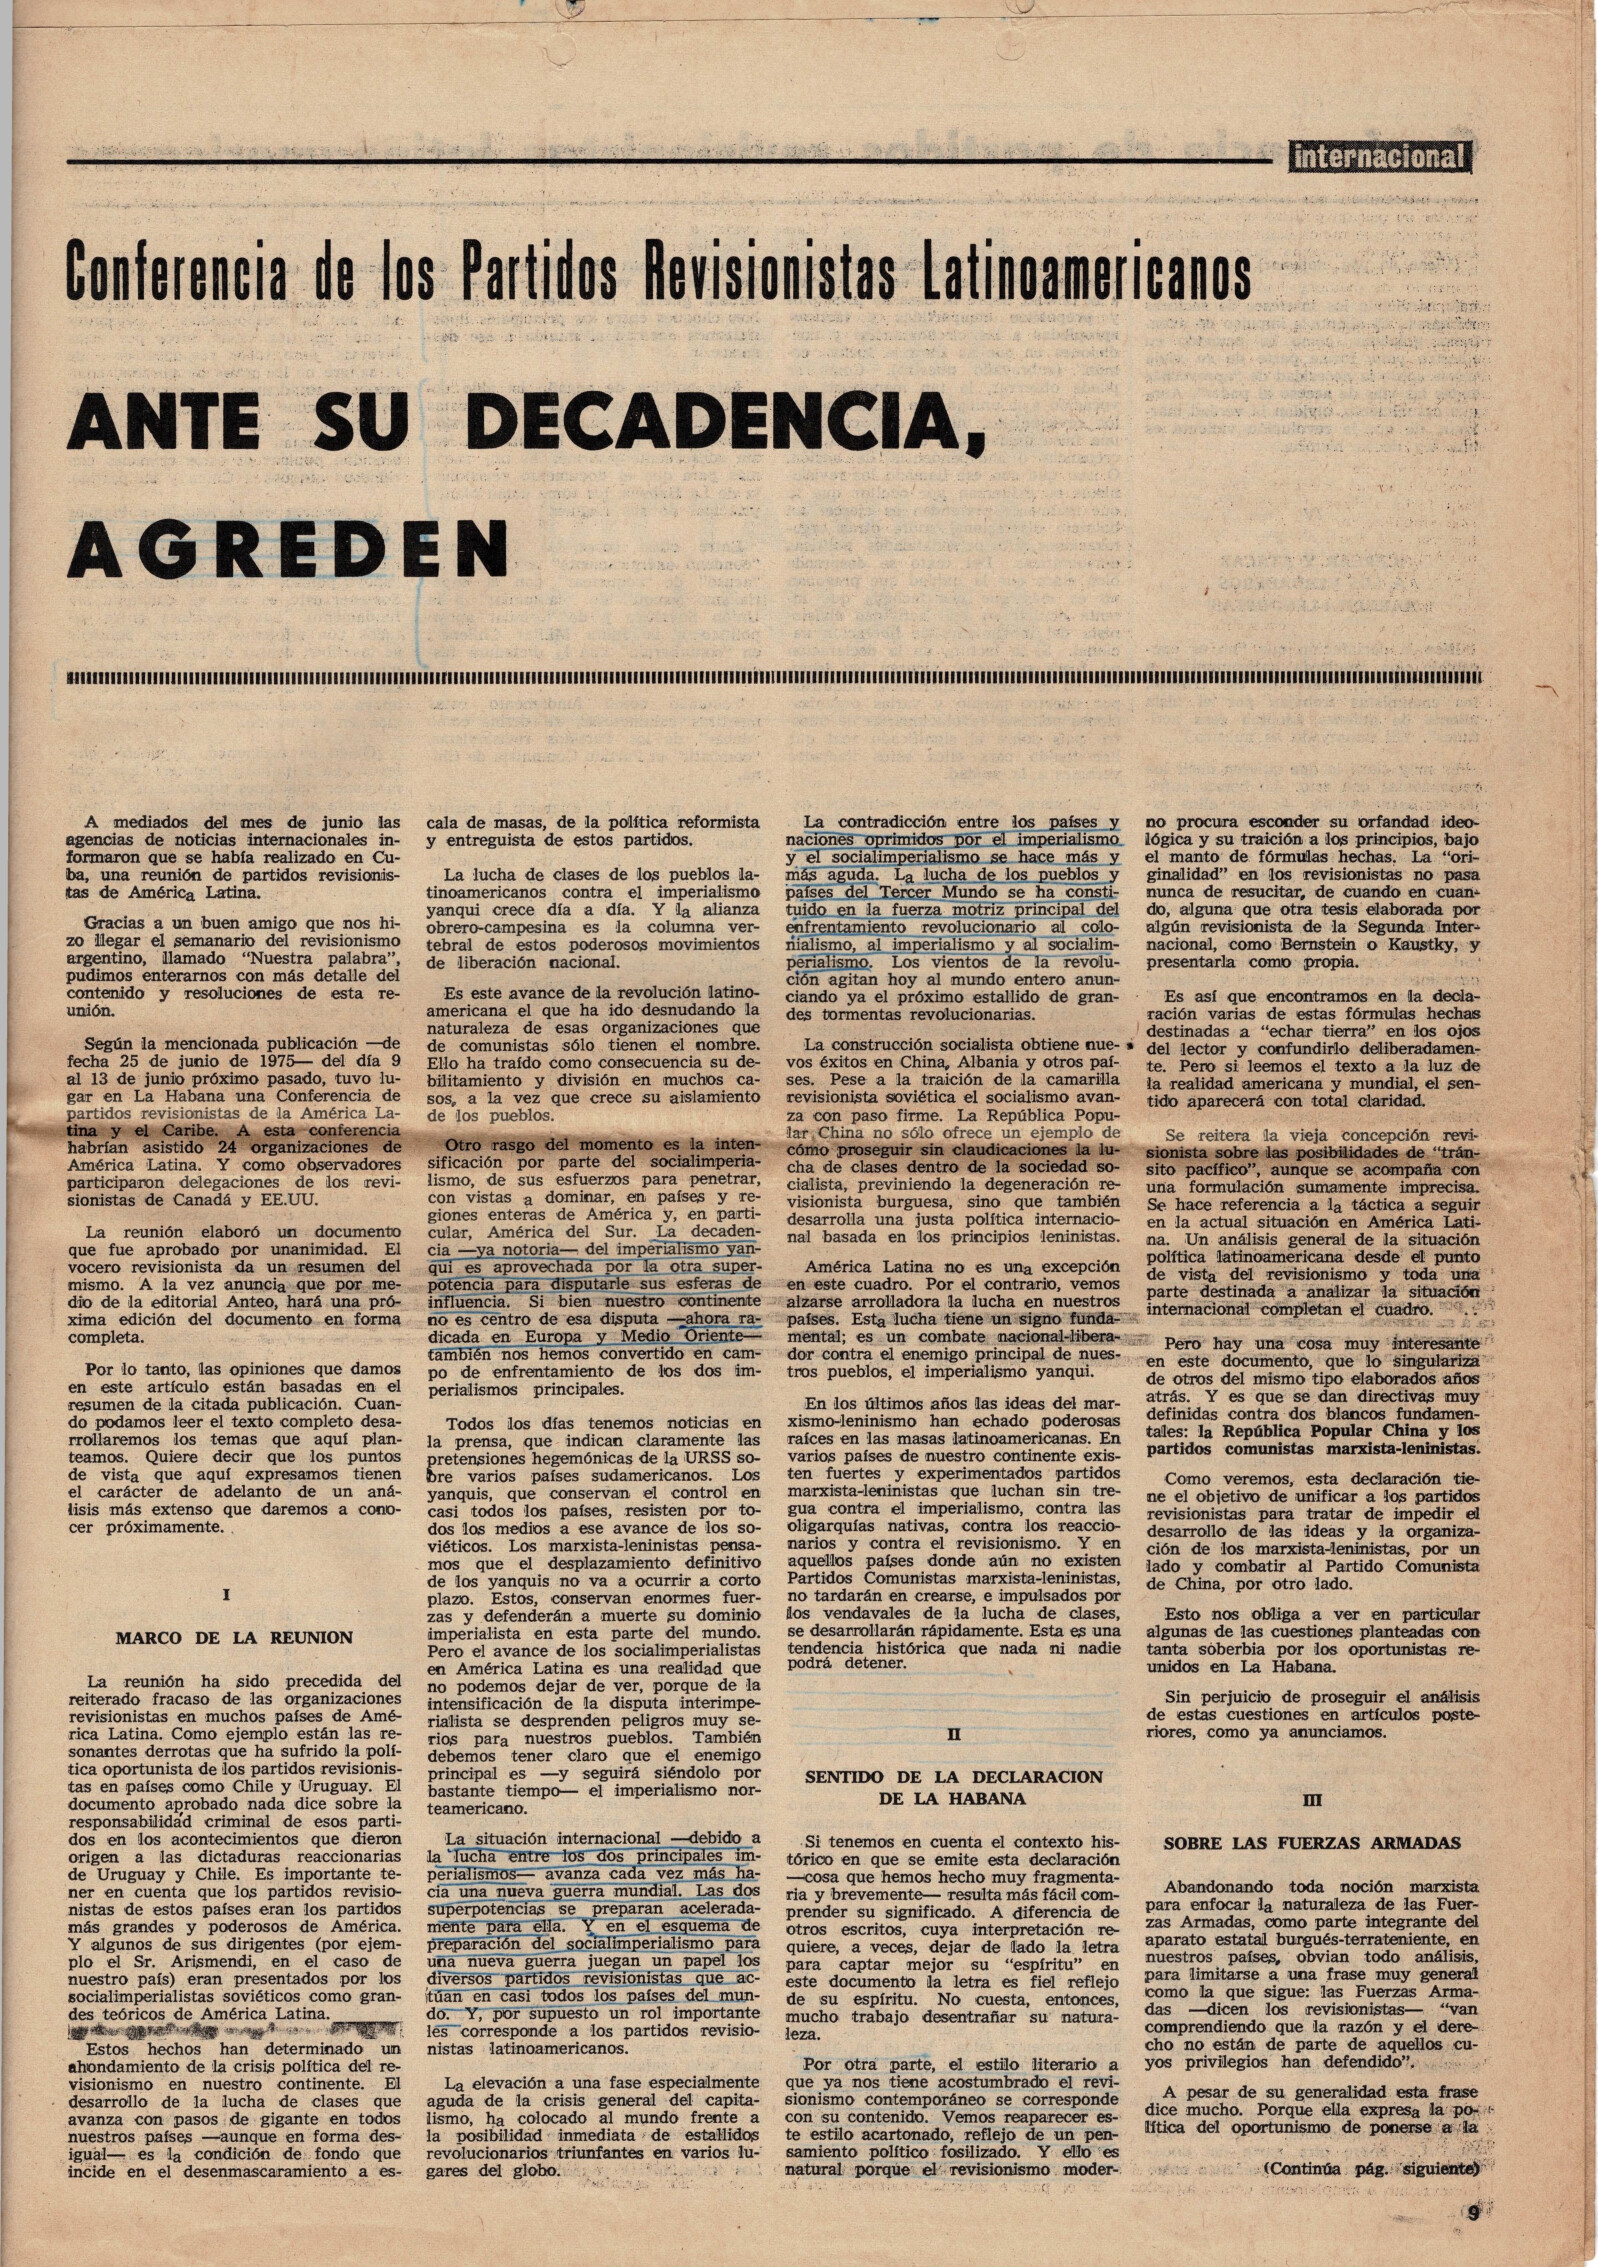 internacional
Conferencia de los Partidos Revisionistas Latinoamericanos
ANTE SU DECADENCIA,
AGREDEN
A mediados del mes de junio las
agencias de noticias internacionales in-
formaron que se había realizado en Cu-
ba, una reunión de partidos revisionis-
tas de América Latina.
Gracias a un buen amigo que nos hi-
zo llegar el semanario del revisionismo
argentino, llamado "Nuestra palabra",
pudimos enterarnos con más detalle del
contenido y resoluciones de esta re-
unión.
Según la mencionada publicación —de
fecha 25 de junio de 1975— del día 9
al 13 de junio próximo pasado, tuvo lu-
gar en La Habana una Conferencia de
partidos revisionistas de la América La-
tina y el Caribe. A esta conferencia
habrían asistido 24 organizaciones de
América Latina. Y como observadores
participaron delegaciones de los revi-
sionistas de Canadá y EE.UU.
La reunión elaboró un documento
que fue aprobado por unanimidad. El
vocero revisionista da un resumen del
mismo. A la vez anuncia que por me-
dio de la editorial Anteo, hará una pró-
xima edición del documento en forma
completa.
Por lo tanto, las opiniones que damos
en este artículo están basadas en el
resumen de la citada publicación. Cuan-
do podamos leer el texto completo desa-
rrollaremos los temas que aquí plan-
teamos. Quiere decir que los puntos
de vista que aquí expresamos tienen
el carácter de adelanto de un aná-
lisis más extenso que daremos a cono-
cer próximamente.
I
MARCO DE LA REUNION
La reunión ha sido precedida del
reiterado fracaso de las organizaciones
revisionistas en muchos países de Amé-
rica Latina. Como ejemplo están las re-
sonantes derrotas que ha sufrido la polí-
tica oportunista de los partidos revisionis-
tas en países como Chile y Uruguay. El
documento aprobado nada dice sobre la
responsabilidad criminal de esos parti-
dos en los acontecimientos que dieron
origen a las dictaduras reaccionarias
de Uruguay y Chile. Es importante te-
ner en cuenta que los partidos revisio-
nistas de estos países eran los partidos
más grandes y poderosos de América.
Y algunos de sus dirigentes (por ejem-
plo el Sr. Arismendi, en el caso de
nuestro país) eran presentados por los
socialimperialistas soviéticos como gran-
des teóricos de América Latina.
Estos hechos han determinado un
ahondamiento de la crisis política del re-
visionismo en nuestro continente. El
desarrollo de la lucha de clases que
avanza con pasos de gigante en todos
nuestros países —aunque en forma des-
igual— es la condición de fondo que
incide en el desenmascaramiento a es-
cala de masas, de la política reformista
y entreguista de estos partidos.
La lucha de clases de los pueblos la-
tinoamericanos contra el imperialismo
yanqui crece día a día. Y la alianza
obrero-campesina es la columna ver-
tebral de estos poderosos movimientos
de liberación nacional.
Es este avance de la revolución latino-
americana el que ha ido desnudando la
naturaleza de esas organizaciones que
de comunistas sólo tienen el nombre.
Ello ha traído como consecuencia su de-
bilitamiento y división en muchos ca-
sos, a la vez que crece su aislamiento
de los pueblos.
Otro rasgo del momento es la inten-
sificación por parte del socialimperia-
lismo, de sus esfuerzos para penetrar,
con vistas a dominar, en países y re-
giones enteras de América y, en parti-
cular, América del Sur. La decaden-
cia —ya notoria— del imperialismo yan-
qui es aprovechada por la otra super-
potencia para disputarle sus esferas de
influencia. Si bien nuestro continente
no es centro de esa disputa —ahora ra-
dicada en Europa y Medio Oriente—
también nos hemos convertido en cam-
po de enfrentamiento de los dos im-
perialismos principales.
Todos los días tenemos noticias en
la prensa, que indican claramente las
pretensiones hegemónicas de la URSS so-
bre varios países sudamericanos. Los
yanquis, que conservan el control en
casi todos los países, resisten por to-
dos los medios a ese avance de los so-
viéticos. Los marxista-leninistas pensa-
mos que el desplazamiento definitivo
de los yanquis no va a ocurrir a corto
plazo. Estos, conservan enormes fuer-
zas y defenderán a muerte su dominio
imperialista en esta parte del mundo.
Pero el avance de los socialimperialistas
en América Latina es una realidad que
no podemos dejar de ver, porque de la
intensificación de la disputa interimpe-
rialista se desprenden peligros muy se-
rios para nuestros pueblos. También
debemos tener claro que el enemigo
principal es —y seguirá siéndolo por
bastante tiempo— el imperialismo nor-
teamericano.
La situación internacional —debido a
la lucha entre los dos principales im-
perialismos— avanza cada vez más ha-
cia una nueva guerra mundial. Las dos
superpotencias se preparan acelerada-
mente para ella. Y en el esquema de
preparación del socialimperialismo para
una nueva guerra juegan un papel los
diversos partidos revisionistas que ac-
túan en casi todos los países del mun-
do. Y, por supuesto un rol importante
les corresponde a los partidos revisio-
nistas latinoamericanos.
La elevación a una fase especialmente
aguda de la crisis general del capita-
lismo, ha colocado al mundo frente a
la posibilidad inmediata de estallidos
revolucionarios triunfantes en varios lu-
gares del globo.
La contradicción entre los países y
naciones oprimidos por el imperialismo
y el socialimperialismo se hace más y
más aguda. La lucha de los pueblos y
países del Tercer Mundo se ha consti-
tuido en la fuerza motriz principal del
enfrentamiento revolucionario al colo-
nialismo, al imperialismo y al socialim-
perialismo. Los vientos de la revolu-
ción agitan hoy al mundo entero anun-
ciando ya el próximo estallido de gran-
des tormentas revolucionarias.
La construcción socialista obtiene nue-
vos éxitos en China, Albania y otros paí-
ses. Pese a la traición de la camarilla
revisionista soviética el socialismo avan-
za con paso firme. La República Popu-
lar China no sólo ofrece un ejemplo de
cómo proseguir sin claudicaciones la lu-
cha de clases dentro de la sociedad so-
cialista, previniendo la degeneración re-
visionista burguesa, sino que también
desarrolla una justa política internacio-
nal basada en los principios leninistas.
América Latina no es una excepción
en este cuadro. Por el contrario, vemos
alzarse arrolladora la lucha en nuestros
países. Esta lucha tiene un signo funda-
mental; es un combate nacional-libera-
dor contra el enemigo principal de nues-
tros pueblos, el imperialismo yanqui.
En los últimos años las ideas del mar-
xismo-leninismo han echado poderosas
raíces en las masas latinoamericanas. En
varios países de nuestro continente exis-
ten fuertes y experimentados partidos
marxista-leninistas que luchan sin tre-
gua contra el imperialismo, contra las
oligarquías nativas, contra los reaccio-
narios y contra el revisionismo. Y en
aquellos países donde aún no existen
Partidos Comunistas marxista-leninistas,
no tardarán en crearse, e impulsados por
los vendavales de la lucha de clases,
se desarrollarán rápidamente. Esta es una
tendencia histórica que nada ni nadie
podrá detener.
II
SENTIDO DE LA DECLARACION
DE LA HABANA
Si tenemos en cuenta el contexto his-
tórico en que se emite esta declaración
—cosa que hemos hecho muy fragmenta-
ria y brevemente— resulta más fácil com-
prender su significado. A diferencia de
otros escritos, cuya interpretación re-
quiere, a veces, dejar de lado la letra
para captar mejor su "espíritu" en
este documento la letra es fiel reflejo
de su espíritu. No cuesta, entonces,
mucho trabajo desentrañar su natura-
leza.
Por otra parte, el estilo literario a
que ya nos tiene acostumbrado el revi-
sionismo contemporáneo se corresponde
con su contenido. Vemos reaparecer es-
te estilo acartonado, reflejo de un pen-
samiento político fosilizado. Y ello es
natural porque el revisionismo moder-
no procura esconder su orfandad ideo-
lógica y su traición a los principios, bajo
el manto de fórmulas hechas. La "ori-
ginalidad" en los revisionistas no pasa
nunca de resucitar, de cuando en cuan-
do, alguna que otra tesis elaborada por
algún revisionista de la Segunda Inter-
nacional, como Bernstein o Kaustky, y
presentarla como propia.
Es así que encontramos en la decla-
ración varias de estas fórmulas hechas
destinadas a "echar tierra" en los ojos
del lector y confundirlo deliberadamen-
te. Pero si leemos el texto a la luz de
la realidad americana y mundial, el sen-
tido aparecerá con total claridad.
Se reitera la vieja concepción revi-
sionista sobre las posibilidades de "trán-
sito pacífico", aunque se acompaña con
una formulación sumamente imprecisa.
Se hace referencia a la táctica a seguir
en la actual situación en América Lati-
na. Un análisis general de la situación
política latinoamericana desde el punto
de vista del revisionismo y toda una
parte destinada a analizar la situación
internacional completan el cuadro.
Pero hay una cosa muy interesante
en este documento, que lo singulariza
de otros del mismo tipo elaborados años
atrás. Y es que se dan directivas muy
definidas contra dos blancos fundamen-
tales: la República Popular China y los
partidos comunistas marxista-leninistas.
Como veremos, esta declaración tie-
ne el objetivo de unificar a los partidos
revisionistas para tratar de impedir el
desarrollo de las ideas y la organiza-
ción de los marxista-leninistas, por un
lado y combatir al Partido Comunista
de China, por otro lado.
Esto nos obliga a ver en particular
algunas de las cuestiones planteadas con
tanta soberbia por los oportunistas re-
unidos en La Habana.
Sin perjuicio de proseguir el análisis
de estas cuestiones en artículos poste-
riores, como ya anunciamos.
III
SOBRE LAS FUERZAS ARMADAS
Abandonando toda noción marxista
para enfocar la naturaleza de las Fuer-
zas Armadas, como parte integrante del
aparato estatal burgués-terrateniente, en
nuestros países, obvian todo análisis,
para limitarse a una frase muy general
como la que sigue: las Fuerzas Arma-
das —dicen los revisionistas— "van
comprendiendo que la razón y el dere-
cho no están de parte de aquellos cu-
yos privilegios han defendido".
A pesar de su generalidad esta frase
dice mucho. Porque ella expresa la po-
lítica del oportunismo de ponerse a la
(Continúa pág. siguiente)
9